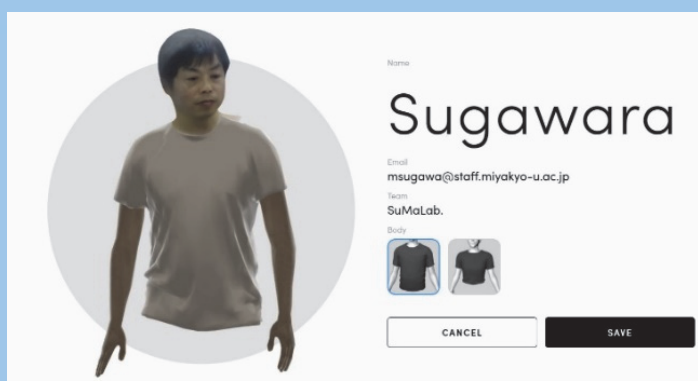 Name
Sugawara
Email
msugawa@staff.miyakyo-u.ac.jp
Team
SuMaLab.
Body
CANCEL
SAVE